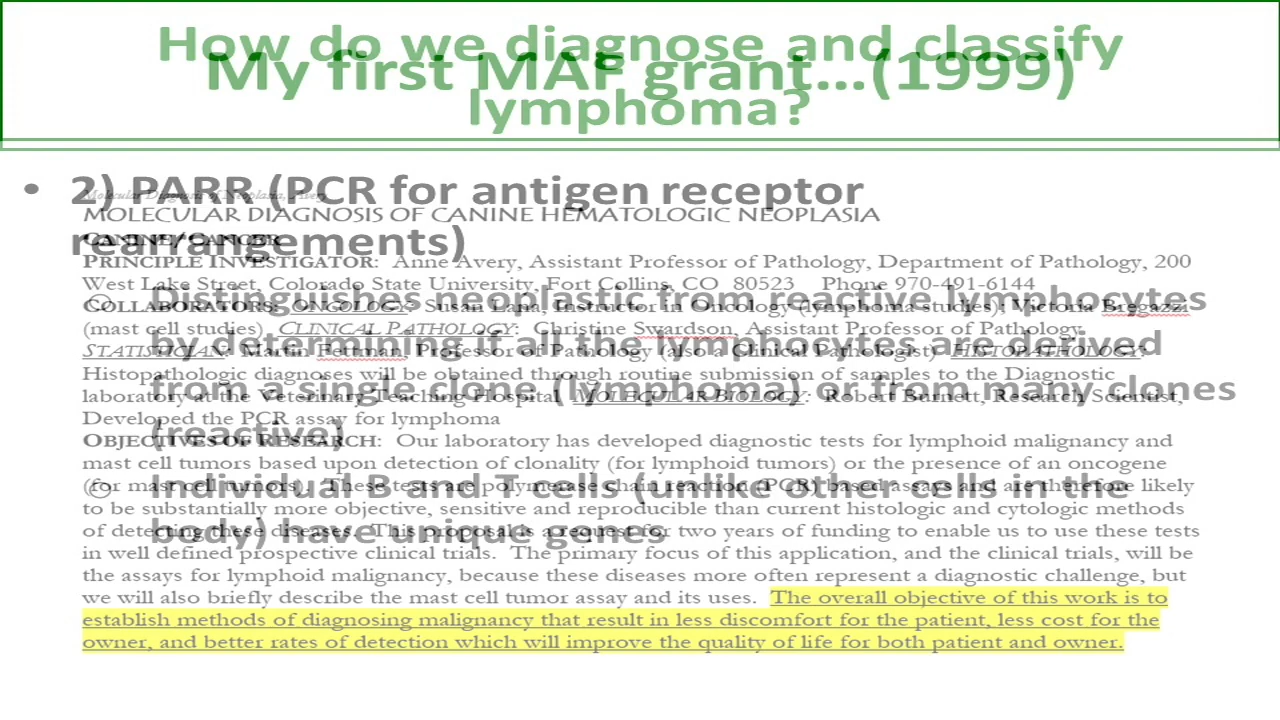 How do we diagnose and classify
lymphoma?
My first MAF grant...(1999)
• 2) PARR (PCR for antigen receptor
rearrangements)
○ Distinguishes neoplastic from reactive lymphocytes
by determining if all the lymphocytes are derived
from a single clone (lymphoma) or from many clones
(reactive)
○ Individual B and T cells (unlike other cells in the
body) have unique genes
Molecular Diagnosis of Neoplasia, Avery
MOLECULAR DIAGNOSIS OF CANINE HEMATOLOGIC NEOPLASIA
CANINE/CANCER
PRINCIPLE INVESTIGATOR: Anne Avery, Assistant Professor of Pathology, Department of Pathology, 200
West Lake Street, Colorado State University, Fort Collins, CO 80523 Phone 970-491-6144
COLLABORATORS: ONCOLOGY: Susan Lana, Instructor in Oncology (lymphoma studies); Victoria Bregazzi
(mast cell studies) CLINICAL PATHOLOGY: Christine Swardson, Assistant Professor of Pathology
STATISTICIAN: Martin Fettman, Professor of Pathology (also a Clinical Pathologist) HISTOPATHOLOGY:
Histopathologic diagnoses will be obtained through routine submission of samples to the Diagnostic
laboratory at the Veterinary Teaching Hospital MOLECULAR BIOLOGY: Robert Burnett, Research Scientist,
Developed the PCR assay for lymphoma
OBJECTIVES OF RESEARCH: Our laboratory has developed diagnostic tests for lymphoid malignancy and
mast cell tumors based upon detection of clonality (for lymphoid tumors) or the presence of an oncogene
(for mast cell tumors). These tests are polymerase chain reaction (PCR) based assays and are therefore likely
to be substantially more objective, sensitive and reproducible than current histologic and cytologic methods
of detecting these diseases. This proposal is a request for two years of funding to enable us to use these tests
in well defined prospective clinical trials. The primary focus of this application, and the clinical trials, will be
the assays for lymphoid malignancy, because these diseases more often represent a diagnostic challenge, but
we will also briefly describe the mast cell tumor assay and its uses. The overall objective of this work is to
establish methods of diagnosing malignancy that result in less discomfort for the patient, less cost for the
owner, and better rates of detection which will improve the quality of life for both patient and owner.